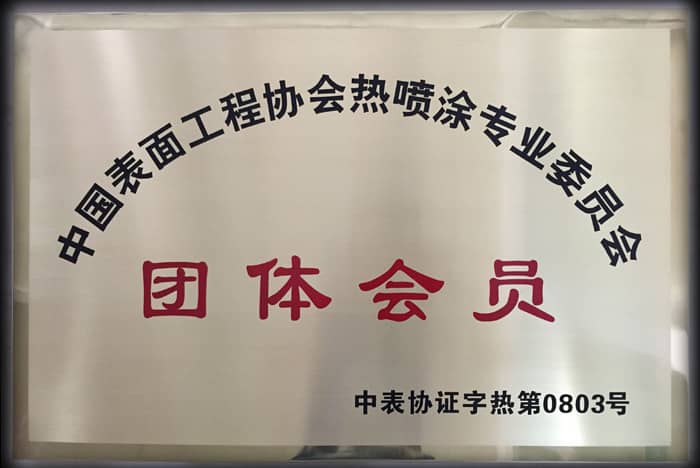 中国表面工程协会热喷涂专业委员会
团体会员
中表协证字热第0803号